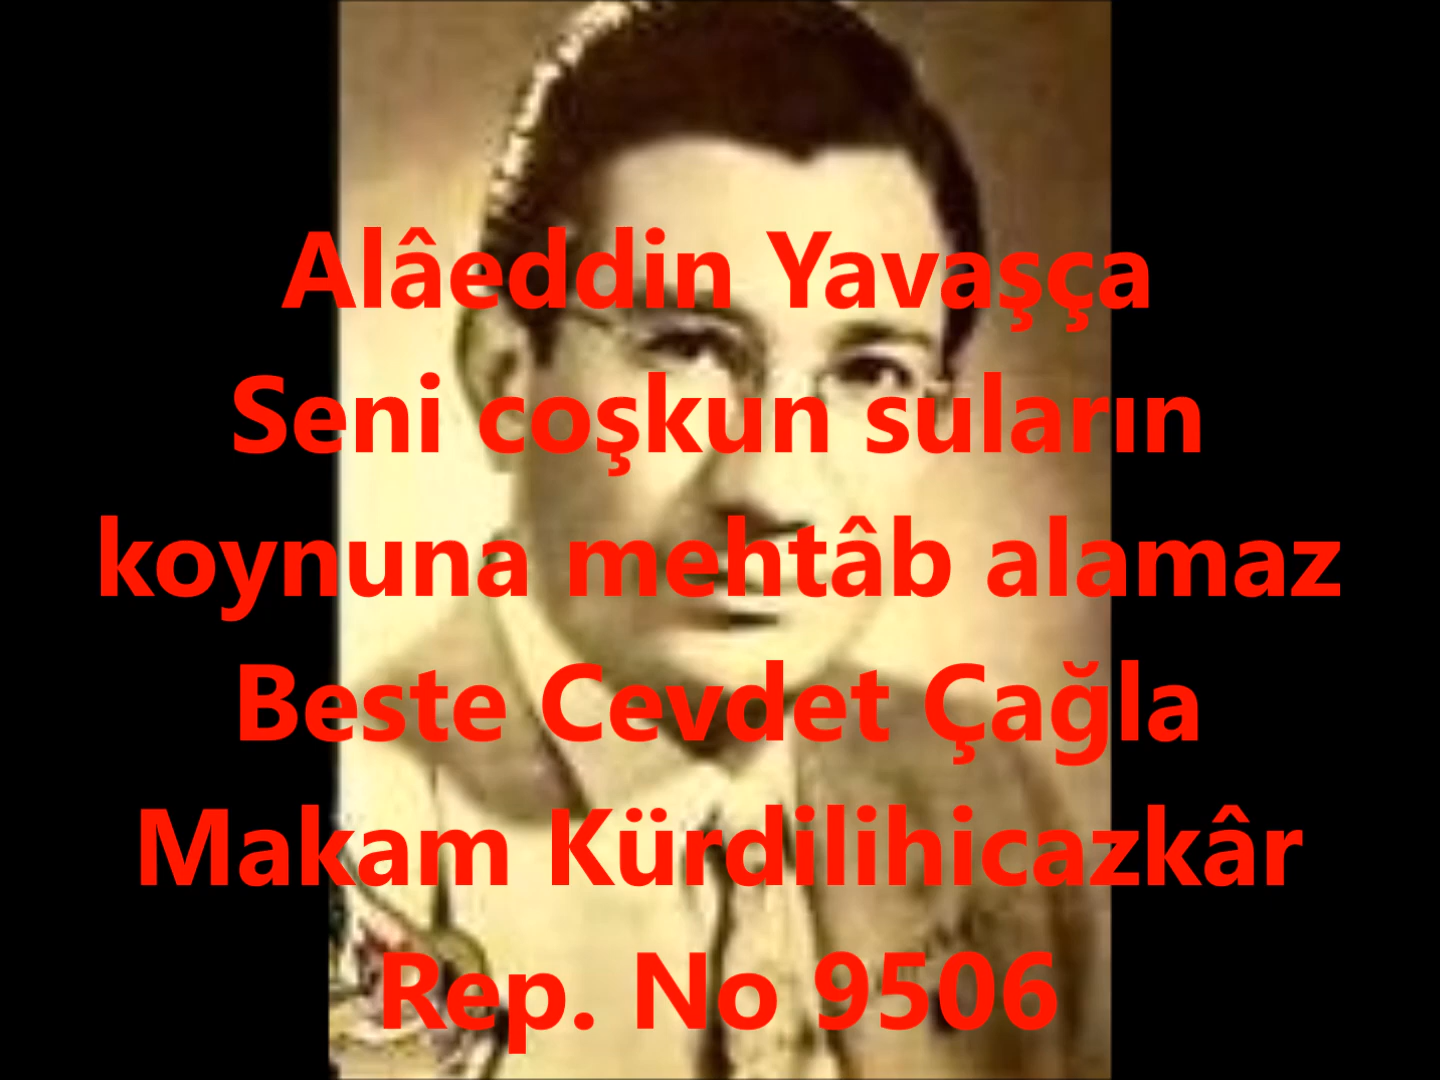 Alâeddin Yavaşça
Seni coşkun suların
koynuna mehtâb alamaz
Beste Cevdet Çağla
Makam Kürdilihicazkâr
Rep. No 9506